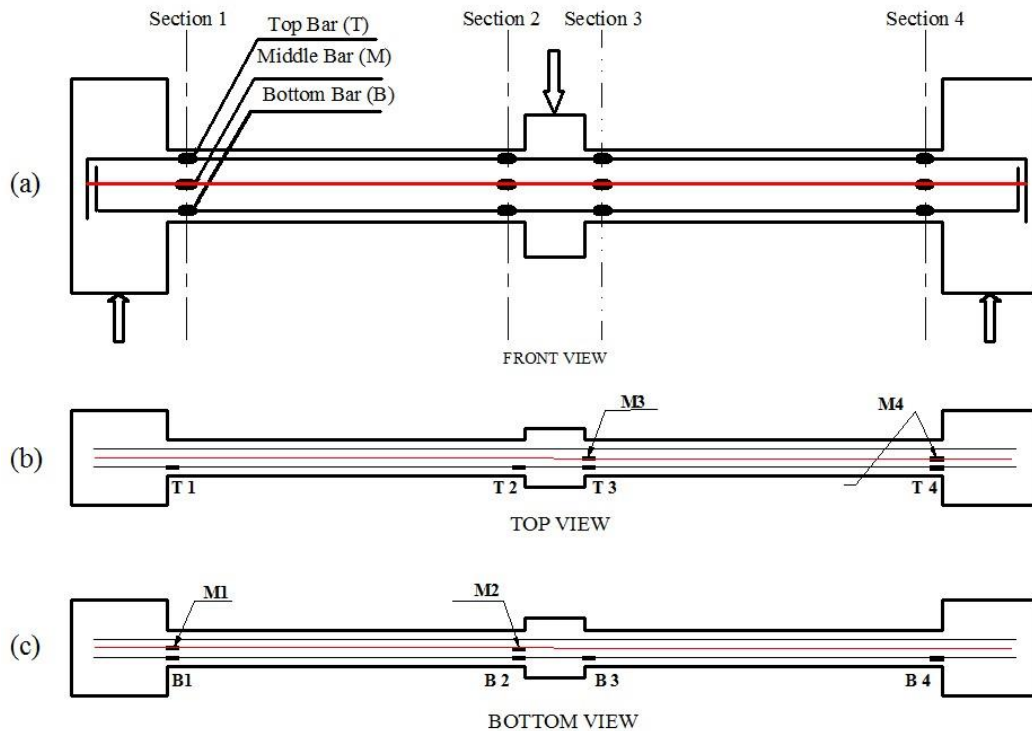 Section 1
Section 2
Section 3
Section 4
Top Bar (T)
Middle Bar (M)
Bottom Bar (B)
(a)
FRONT VIEW
M3
M4
(b)
T 1
T 2
T 3
T 4
TOP VIEW
M1
M2
(c)
B1
B 2
B 3
B 4
BOTTOM VIEW